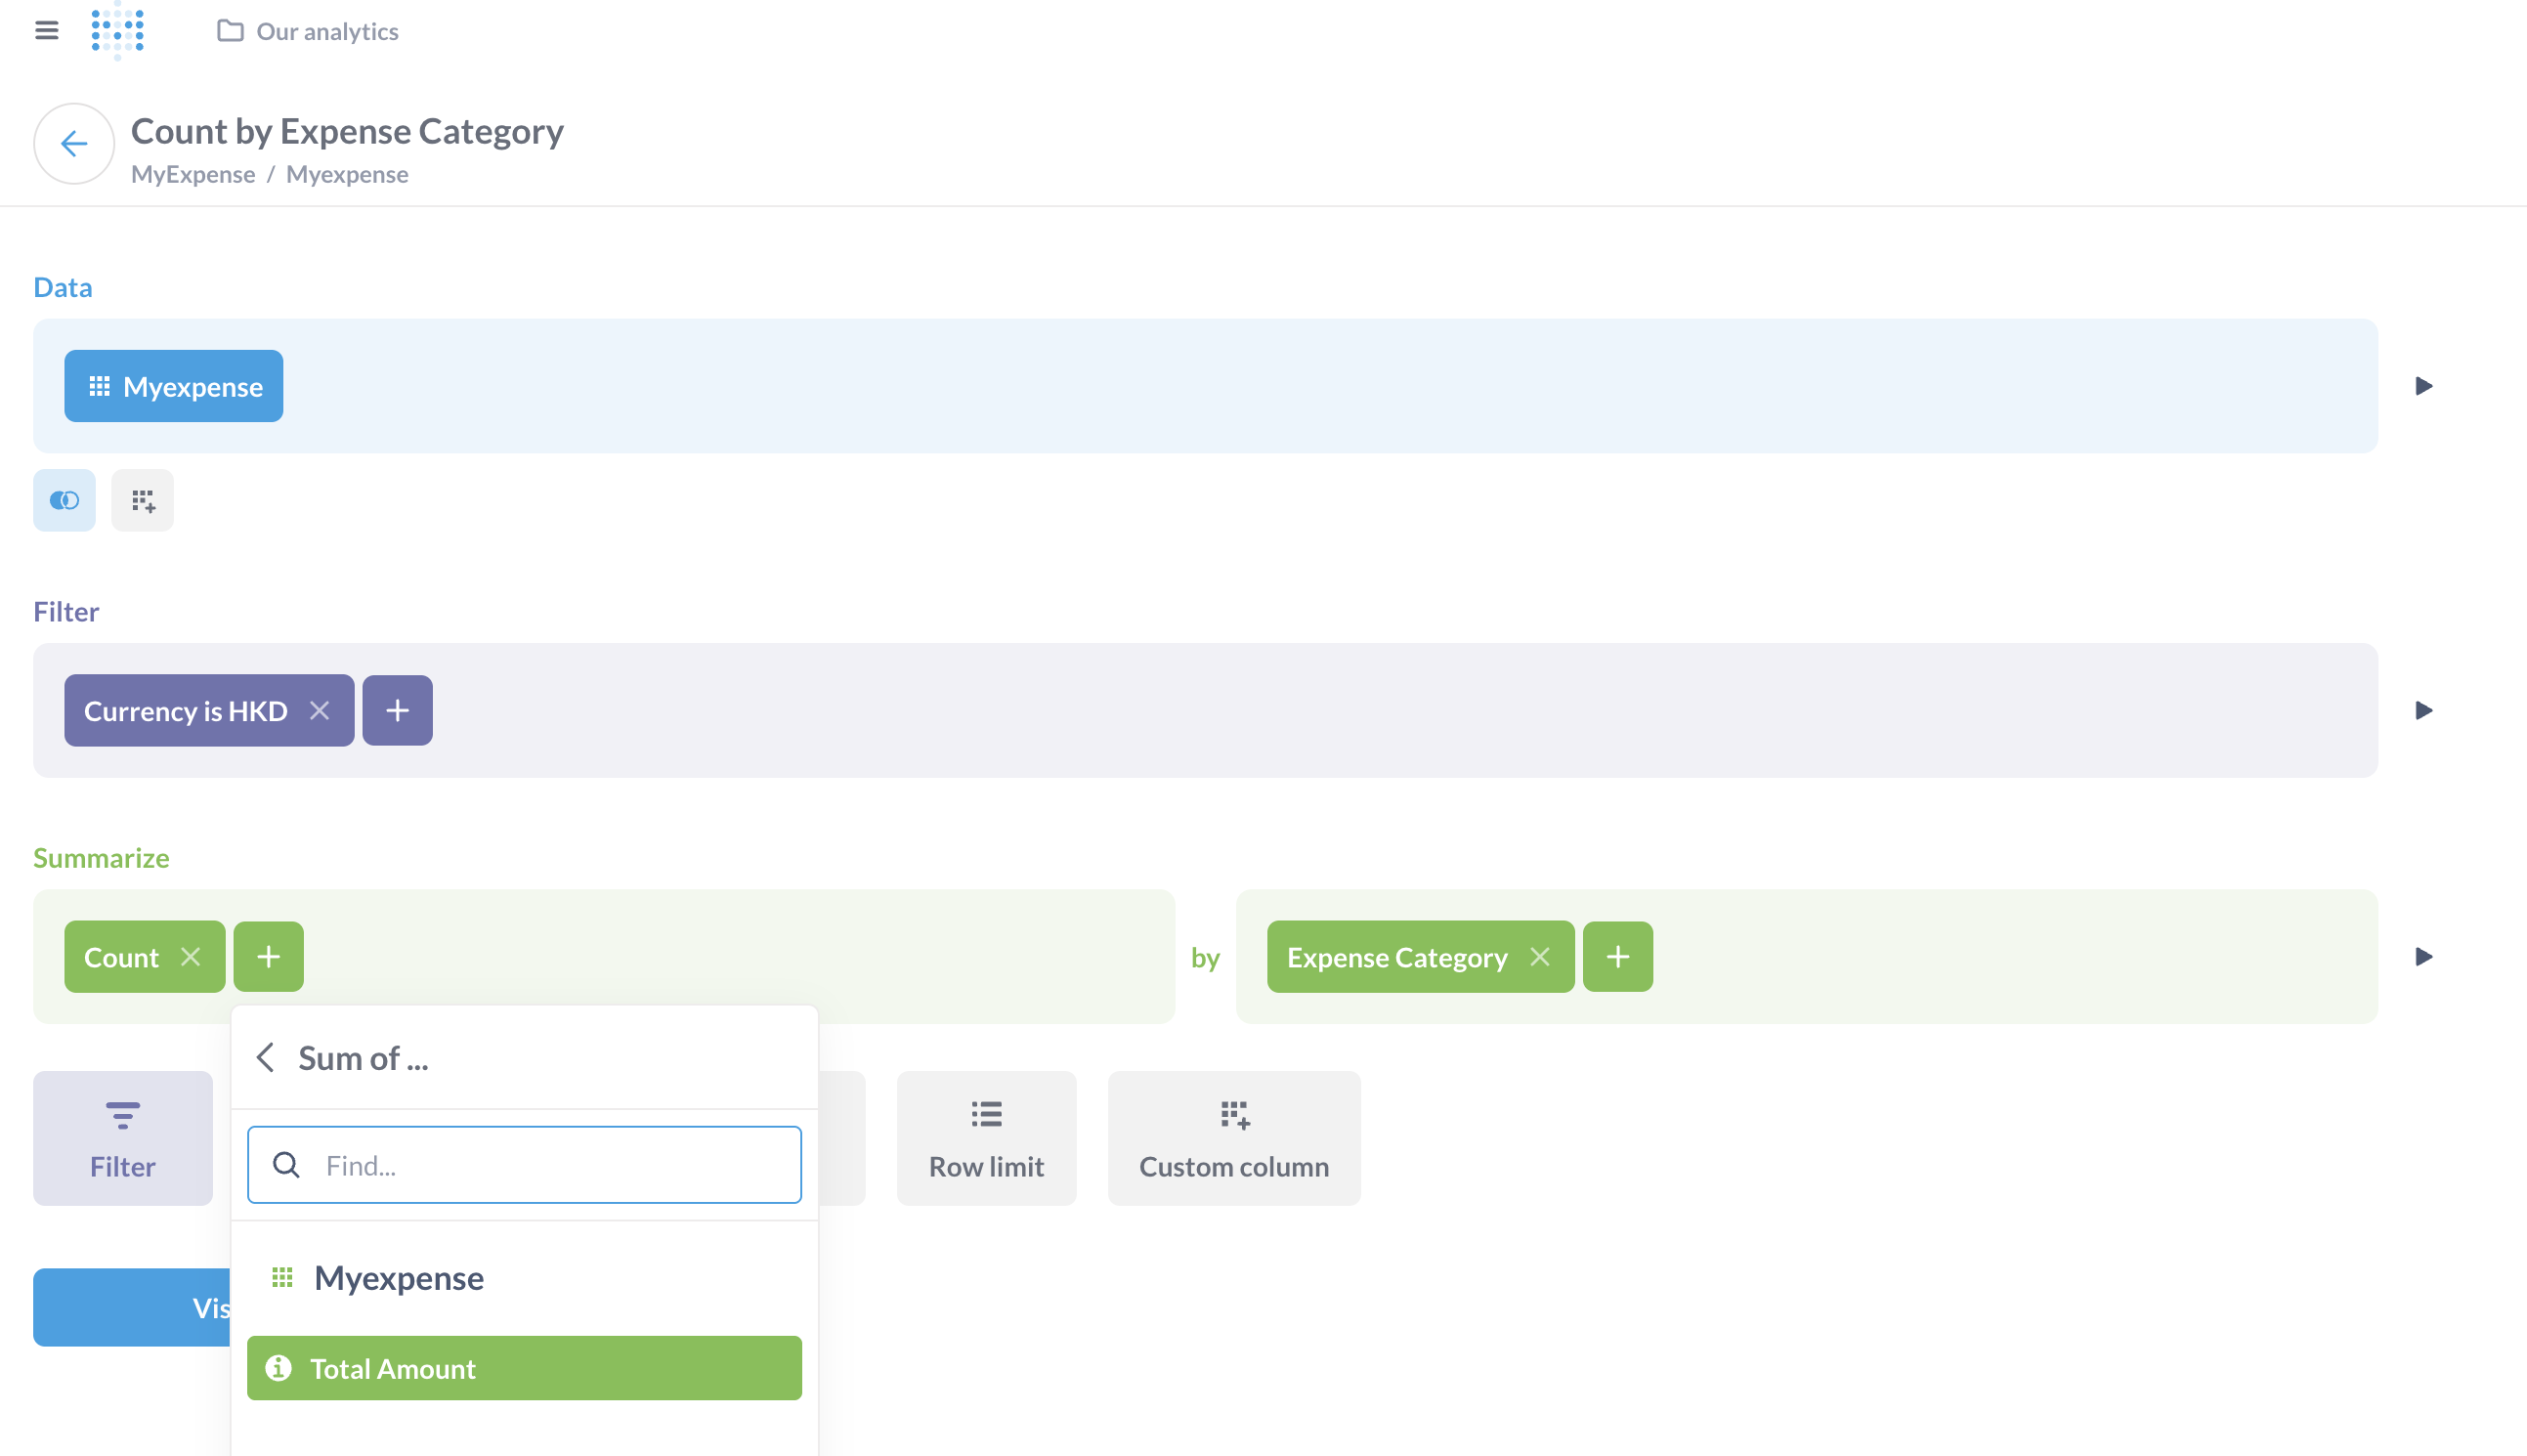 Our analytics
Count by Expense Category
MyExpense / Myexpense
Data
Myexpense
Filter
Currency is HKD
Summarize
Count
by
Expense Category
Sum of ...
Find...
Myexpense
Total Amount
Filter
Row limit
Custom column
Vis